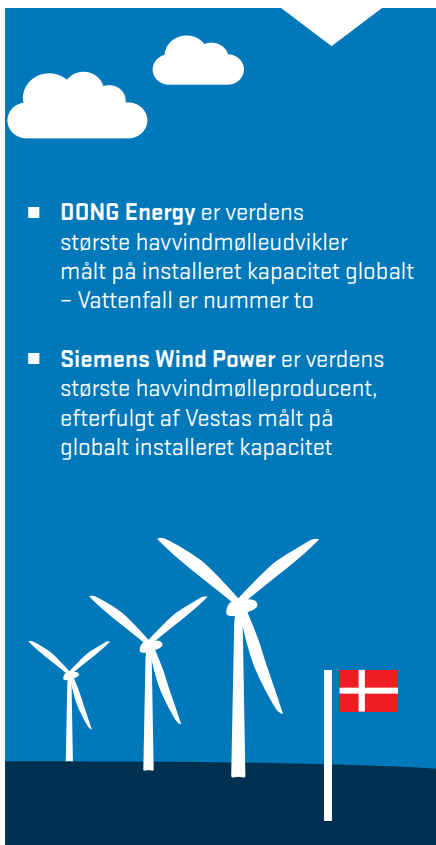 DONG Energy er verdens
største havvindmølleudvikler
målt på installeret kapacitet globalt
– Vattenfall er nummer to
Siemens Wind Power er verdens
største havvindmølleproducent,
efterfulgt af Vestas målt på
globalt installeret kapacitet